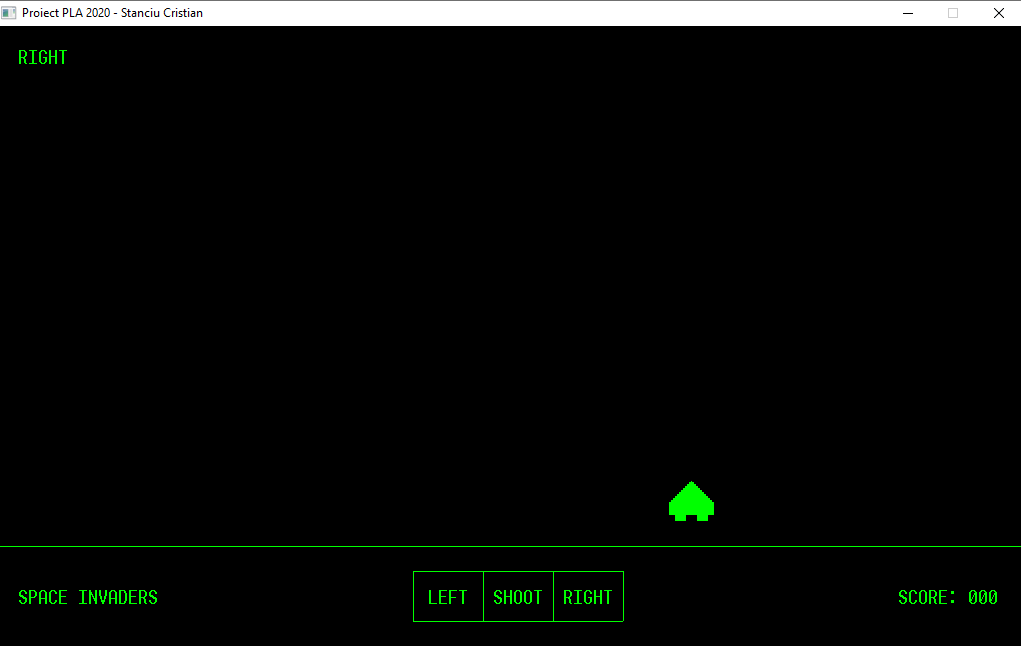 Proiect PLA 2020 - Stanciu Cristian
RIGHT
SPACE INVADERS
LEFT
SHOOT
RIGHT
SCORE: 000